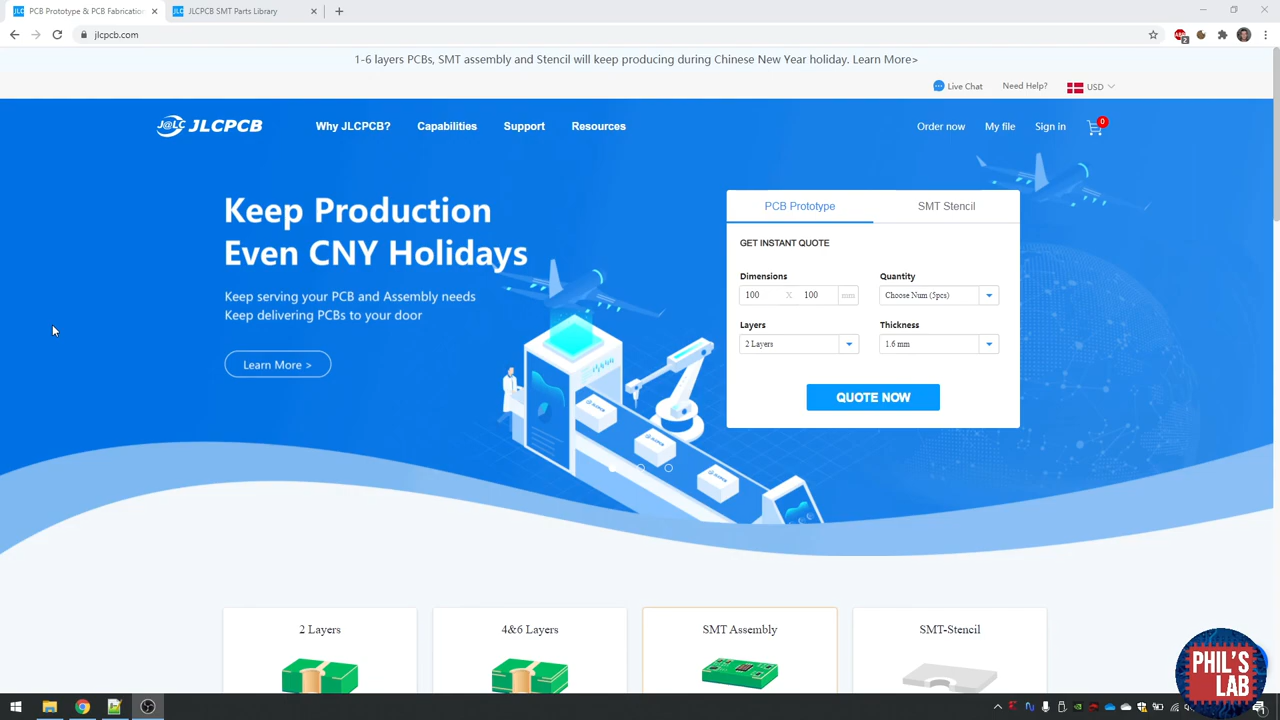 PCB Prototype & PCB Fabricatio
JLCPCB SMT Parts Library
jlcpcb.com
1-6 layers PCBs, SMT assembly and Stencil will keep producing during Chinese New Year holiday. Learn More>
Live Chat
Need Help?
USD
J@LC JLCPCB
Why JLCPCB?
Capabilities
Support
Resources
Order now
My file
Sign in
0
Keep Production
Even CNY Holidays
Keep serving your PCB and Assembly needs
Keep delivering PCBs to your door
Learn More >
PCB Prototype
SMT Stencil
GET INSTANT QUOTE
Dimensions
Quantity
100 X 100 mm
Choose Num (5pcs)
Layers
Thickness
2 Layers
1.6 mm
QUOTE NOW
2 Layers
4&6 Layers
SMT Assembly
SMT-Stencil
PHIL'S
LAB